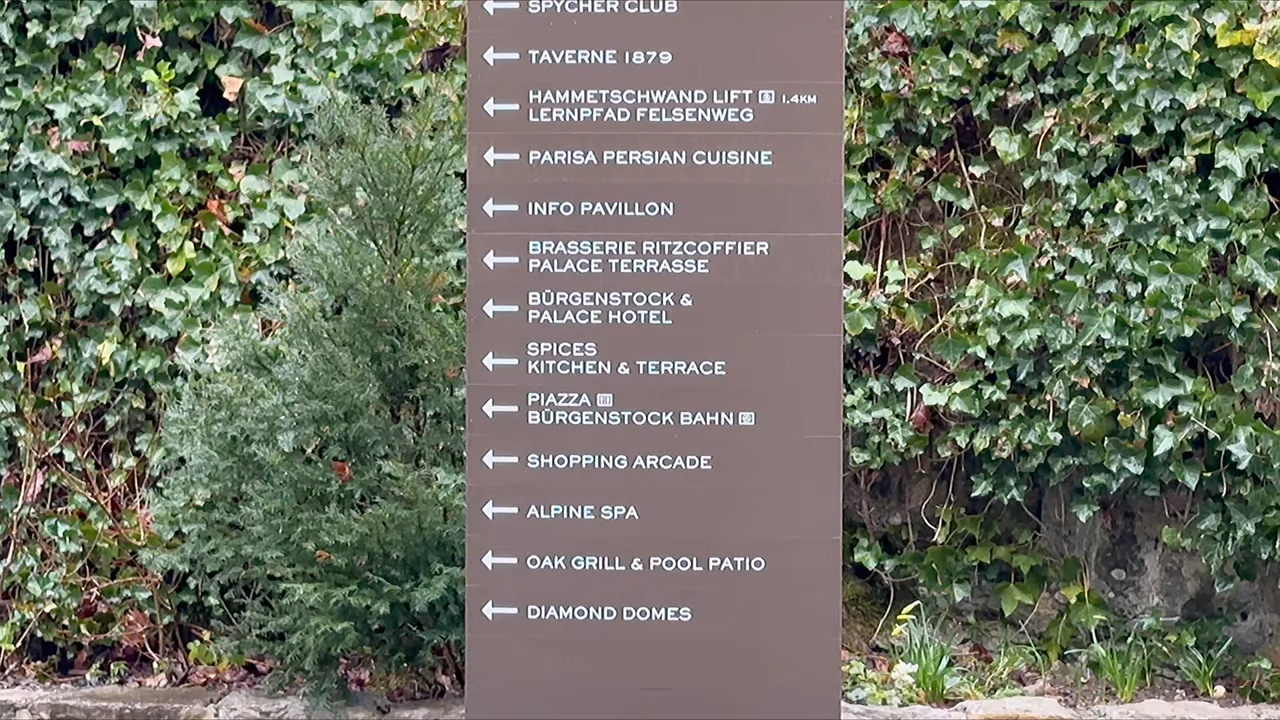 SPYCHER CLUB
TAVERNE 1879
HAMMETSCHWAND LIFT 1.4KM
LERNPFAD FELSENWEG
PARISA PERSIAN CUISINE
INFO PAVILLON
BRASSERIE RITZCOFFIER
PALACE TERRASSE
BÜRGENSTOCK &
PALACE HOTEL
SPICES
KITCHEN & TERRACE
PIAZZA
BÜRGENSTOCK BAHN
SHOPPING ARCADE
ALPINE SPA
OAK GRILL & POOL PATIO
DIAMOND DOMES